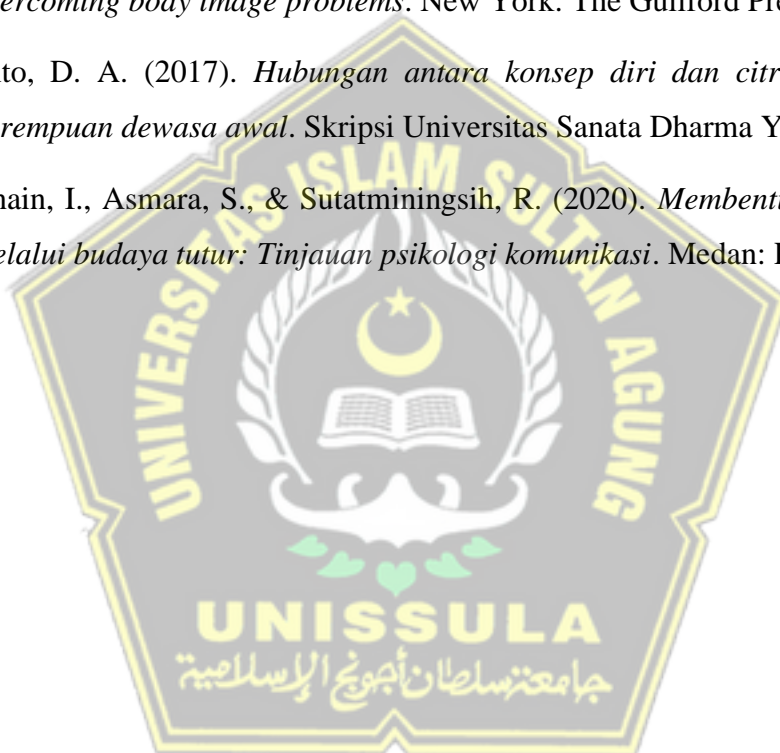 ercoming body image problems. New York: The Guilford Pre
to, D. A. (2017). Hubungan antara konsep diri dan citr
rempuan dewasa awal. Skripsi Universitas Sanata Dharma Y
nain, I., Asmara, S., & Sutatminingsih, R. (2020). Membent
elalui budaya tutur: Tinjauan psikologi komunikasi. Medan:
UNIVERSITAS ISLAM SULTAN AGUNG
UNISSULA
جامعة سلطان أجونج الإسلامية